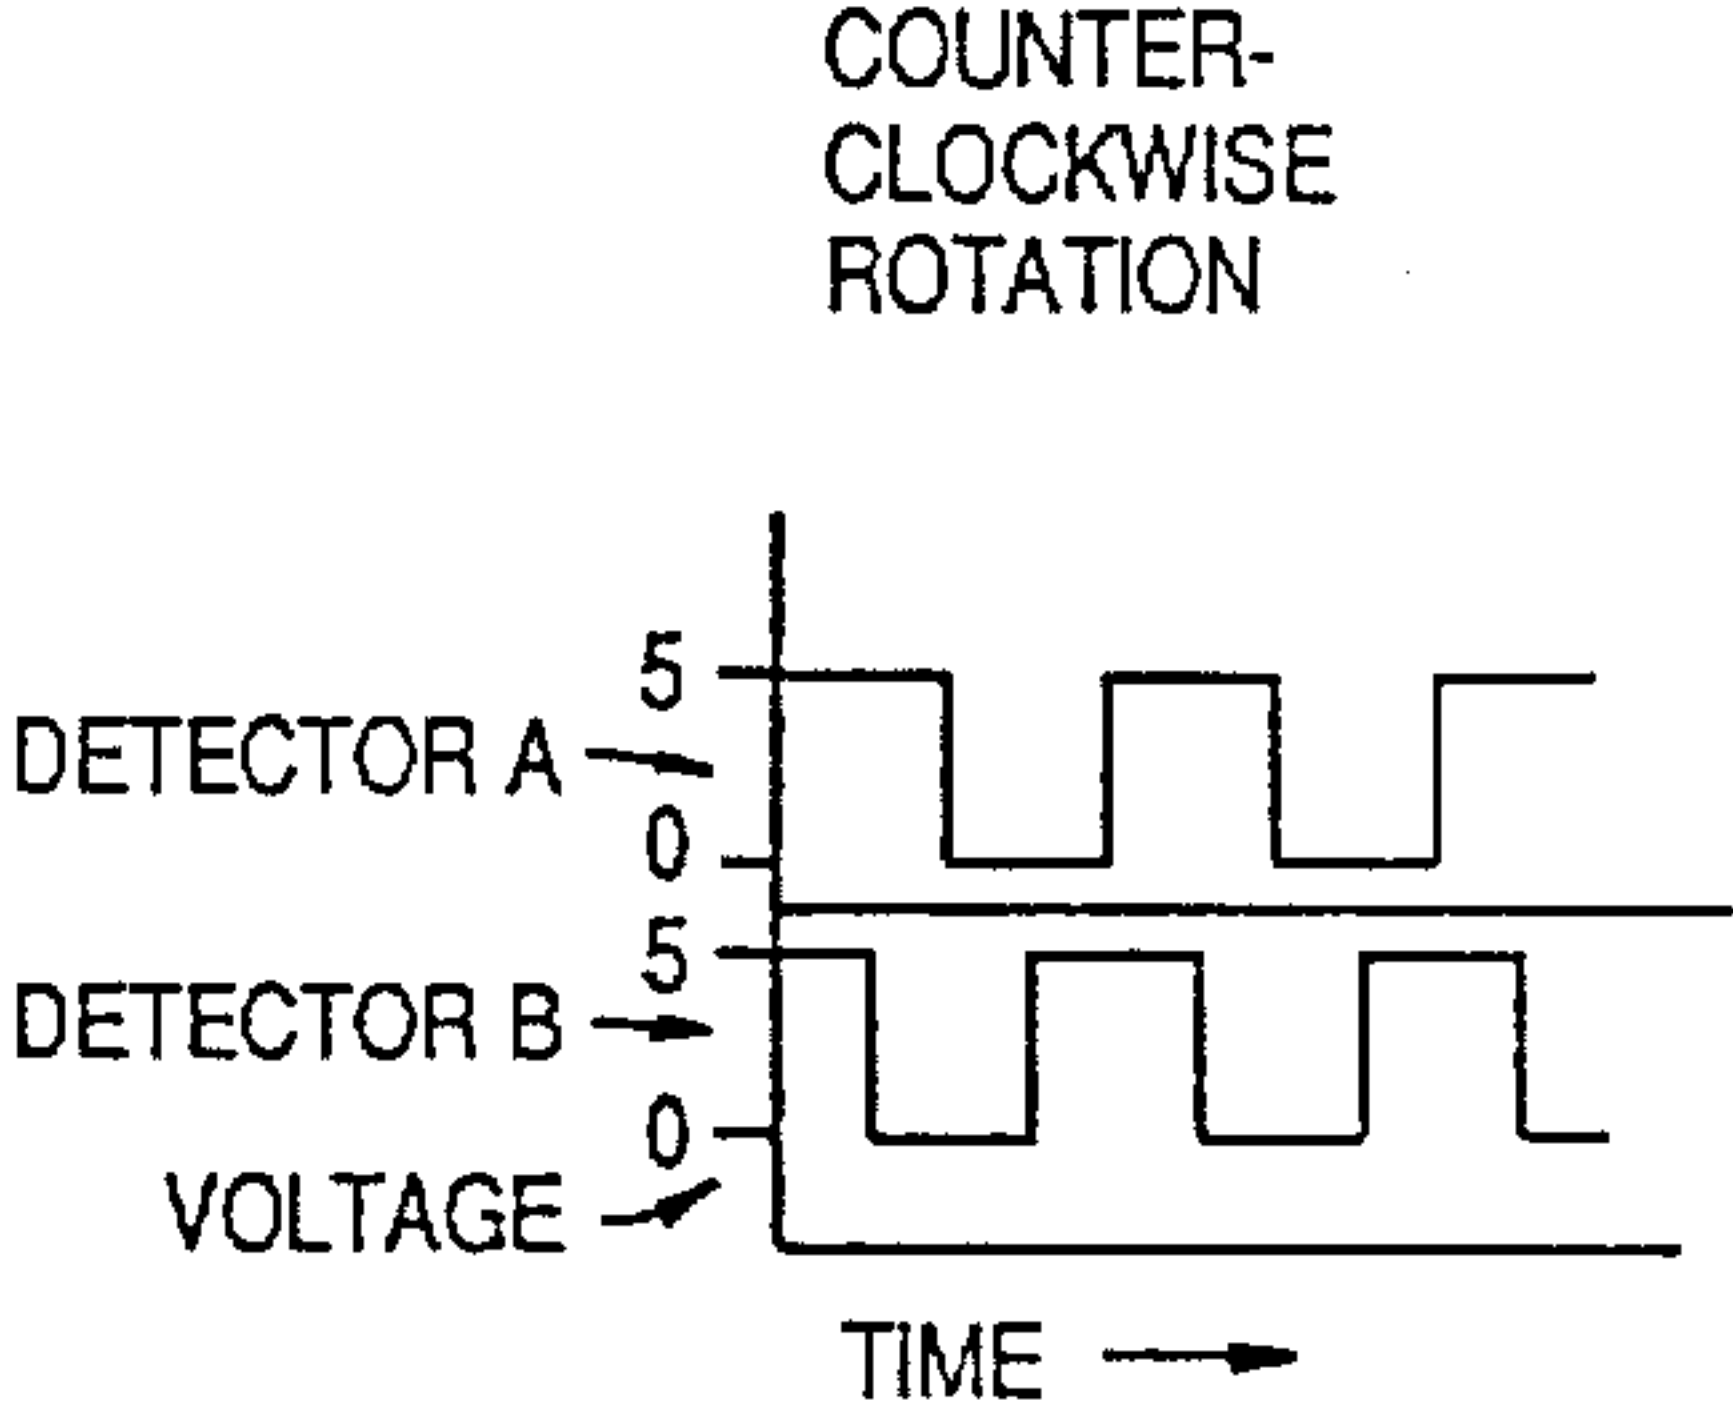 COUNTER-
CLOCKWISE
ROTATION
5
DETECTOR A
0
5
DETECTOR B
0
VOLTAGE
TIME